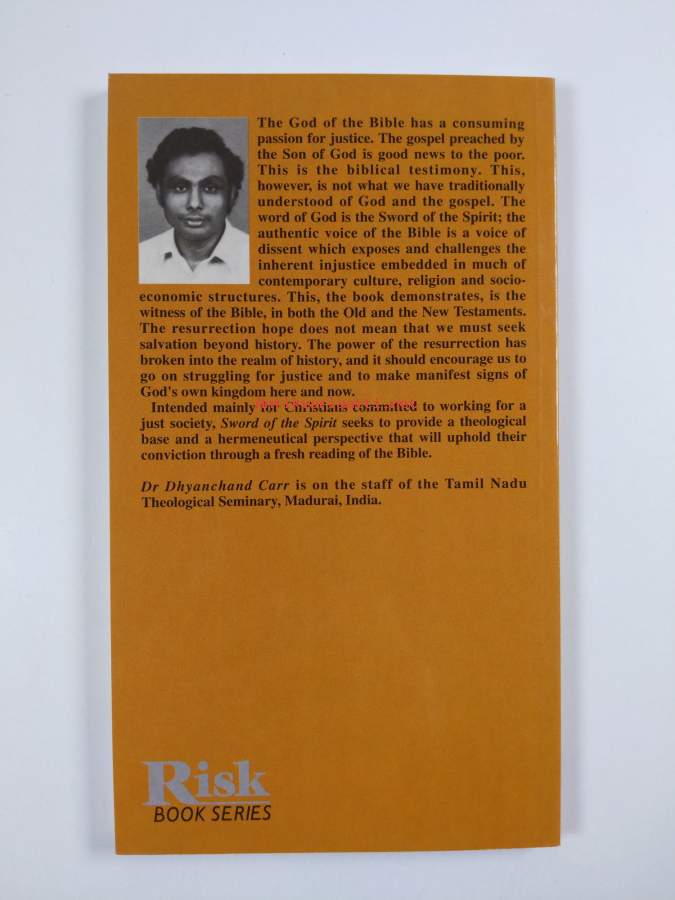 The God of the Bible has a consuming
passion for justice. The gospel preached by
the Son of God is good news to the poor.
This is the biblical testimony. This,
however, is not what we have traditionally
understood of God and the gospel. The
word of God is the Sword of the Spirit; the
authentic voice of the Bible is a voice of
dissent which exposes and challenges the
inherent injustice embedded in much of
contemporary culture, religion and socio-
economic structures. This, the book demonstrates, is the
witness of the Bible, in both the Old and the New Testaments.
The resurrection hope does not mean that we must seek
salvation beyond history. The power of the resurrection has
broken into the realm of history, and it should encourage us to
go on struggling for justice and to make manifest signs of
God's own kingdom here and now.
Intended mainly for Christians committed to working for a
just society, Sword of the Spirit seeks to provide a theological
base and a hermeneutical perspective that will uphold their
conviction through a fresh reading of the Bible.
Dr Dhyanchand Carr is on the staff of the Tamil Nadu
Theological Seminary, Madurai, India.
Risk
BOOK SERIES